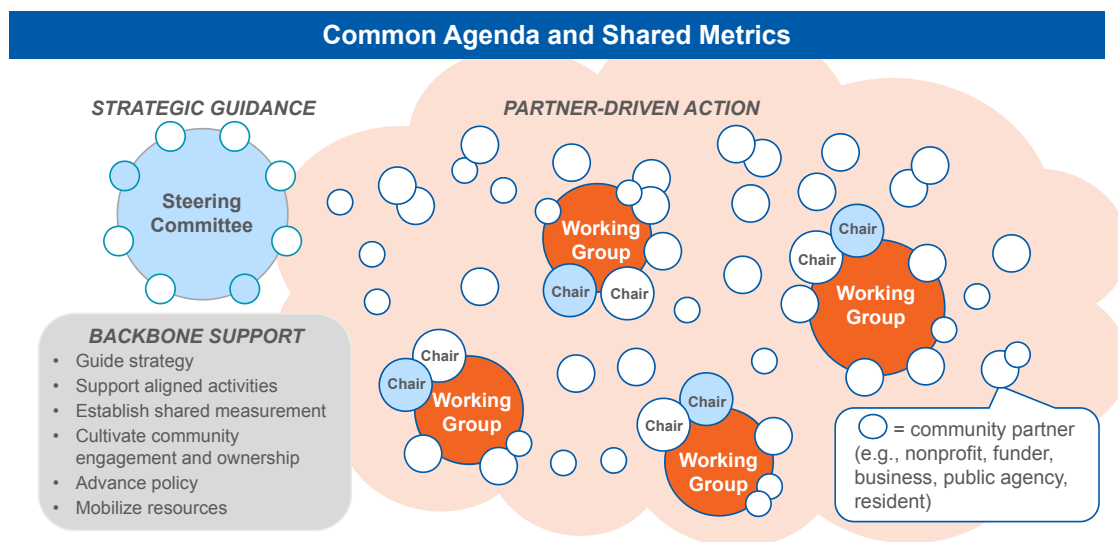 Common Agenda and Shared Metrics
STRATEGIC GUIDANCE
PARTNER-DRIVEN ACTION
Steering
Committee
Working
Group
Chair
Chair
Chair
Chair
Working
Group
BACKBONE SUPPORT
• Guide strategy
• Support aligned activities
• Establish shared measurement
• Cultivate community
engagement and ownership
• Advance policy
• Mobilize resources
Chair
Chair
Working
Group
Chair
Chair
Working
Group
= community partner
(e.g., nonprofit, funder,
business, public agency,
resident)